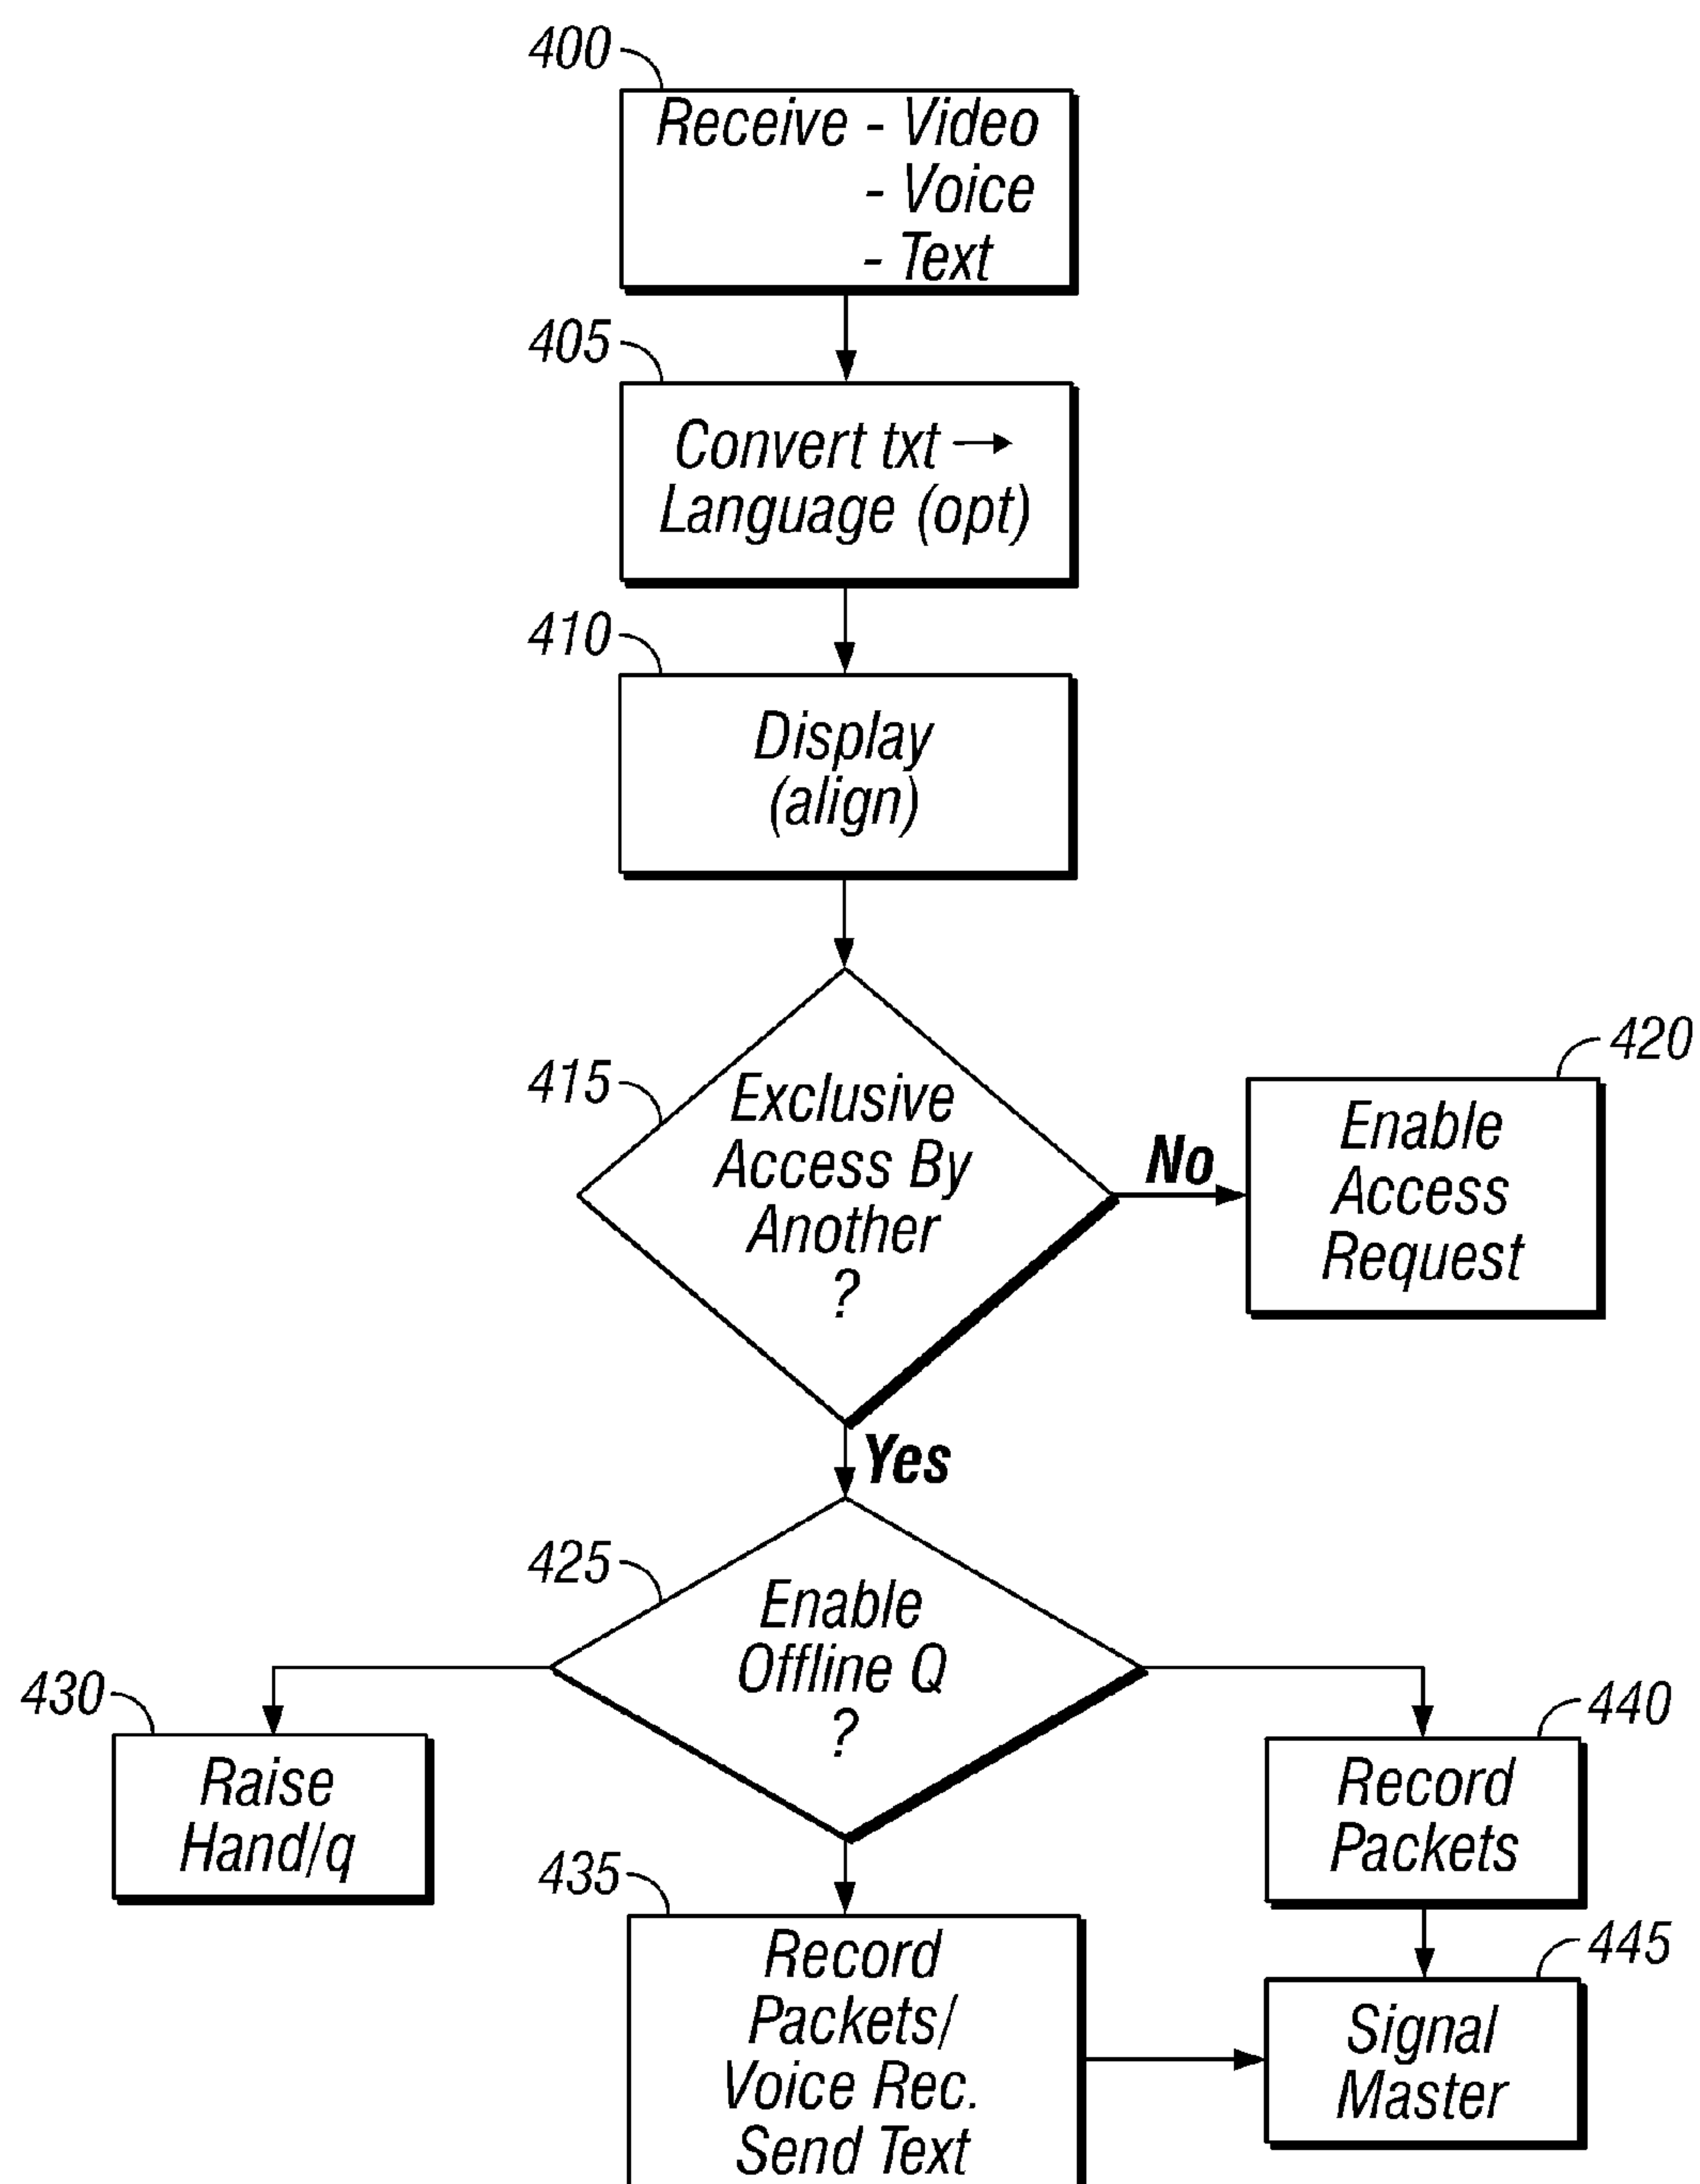 400
Receive - Video
- Voice
- Text
405
Convert txt →
Language (opt)
410
Display
(align)
415
Exclusive
Access By
Another
?
No
420
Enable
Access
Request
Yes
425
Enable
Offline Q
?
430
Raise
Hand/q
435
Record
Packets/
Voice Rec.
Send Text
440
Record
Packets
445
Signal
Master